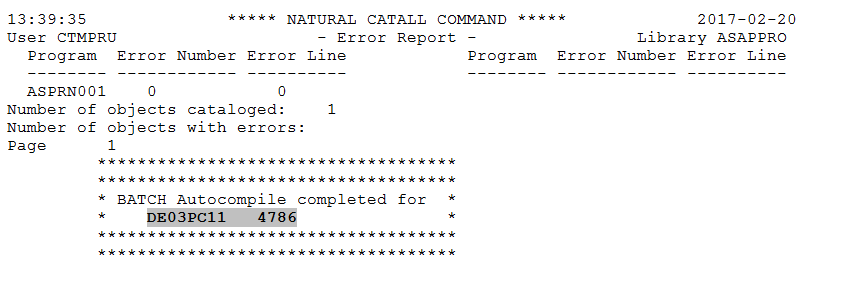 13:39:35 ***** NATURAL CATALL COMMAND ***** 2017-02-20
User CTMPRU - Error Report - Library ASAPPRO
Program Error Number Error Line Program Error Number Error Line
-------- ------------ ---------- -------- ------------ ----------
ASPRN001 0 0
Number of objects cataloged: 1
Number of objects with errors:
Page 1
************************************
************************************
* BATCH Autocompile completed for *
* DE03PC11 4786 *
************************************
************************************